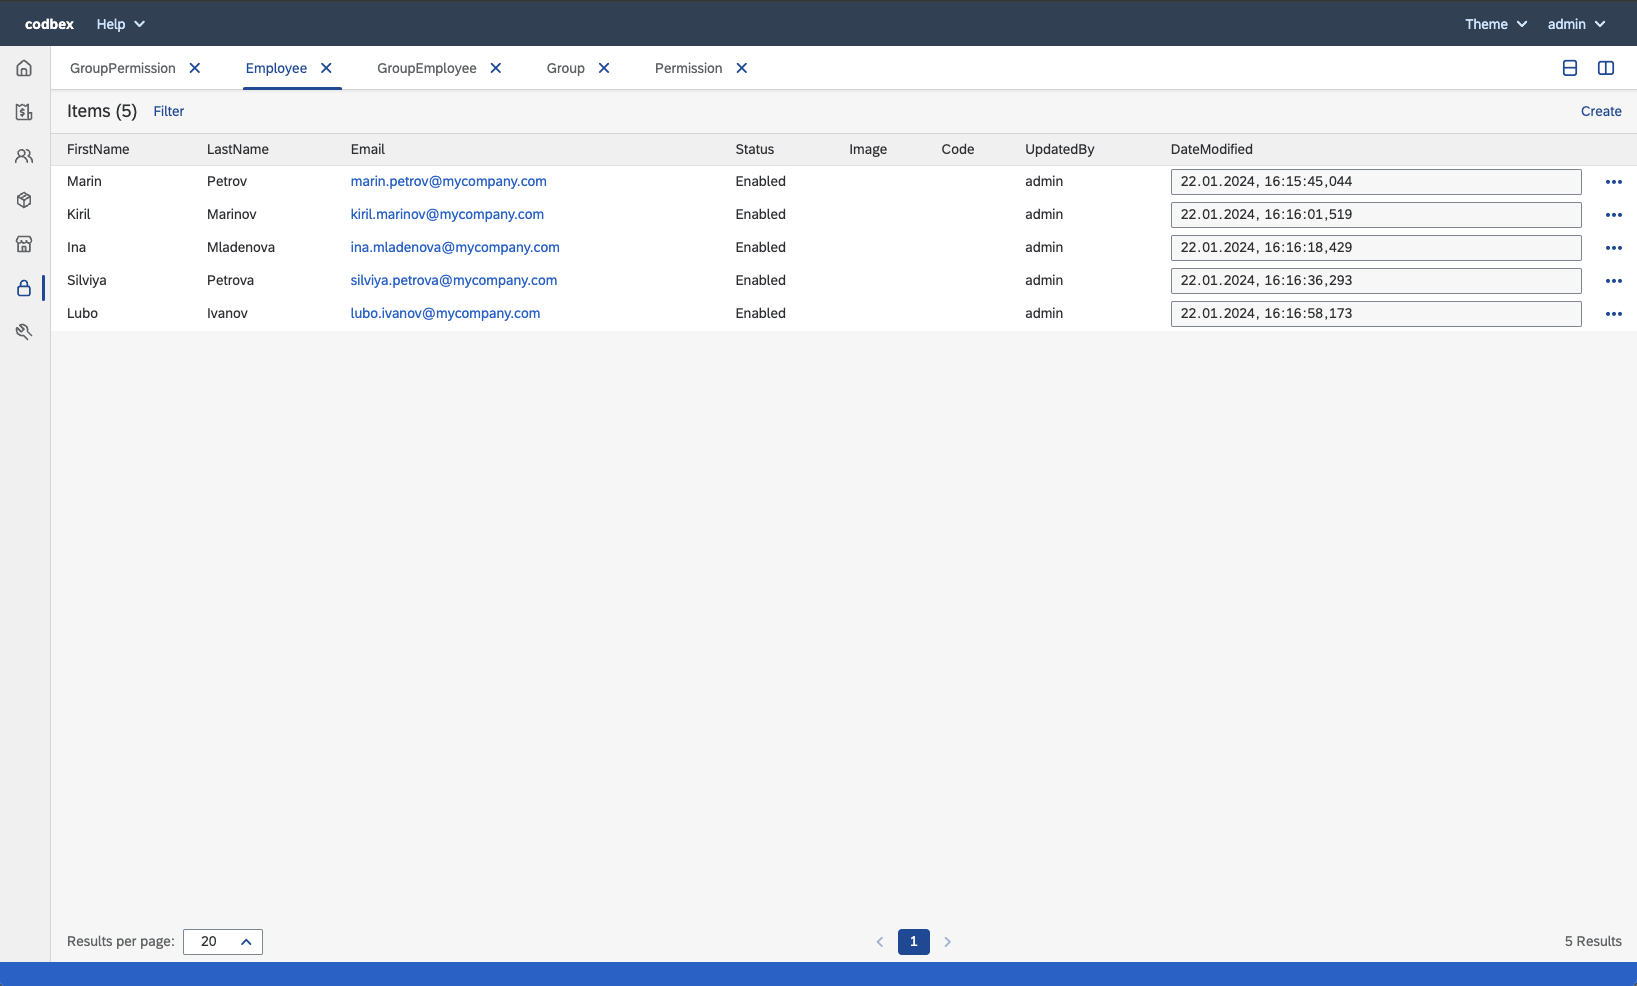 codbex Help Theme admin
GroupPermission Employee GroupEmployee Group Permission
Items (5) Filter Create
FirstName LastName Email Status Image Code UpdatedBy DateModified
Marin Petrov marin.petrov@mycompany.com Enabled admin 22.01.2024, 16:15:45,044
Kiril Marinov kiril.marinov@mycompany.com Enabled admin 22.01.2024, 16:16:01,519
Ina Mladenova ina.mladenova@mycompany.com Enabled admin 22.01.2024, 16:16:18,429
Silviya Petrova silviya.petrova@mycompany.com Enabled admin 22.01.2024, 16:16:36,293
Lubo Ivanov lubo.ivanov@mycompany.com Enabled admin 22.01.2024, 16:16:58,173
Results per page: 20 1 5 Results